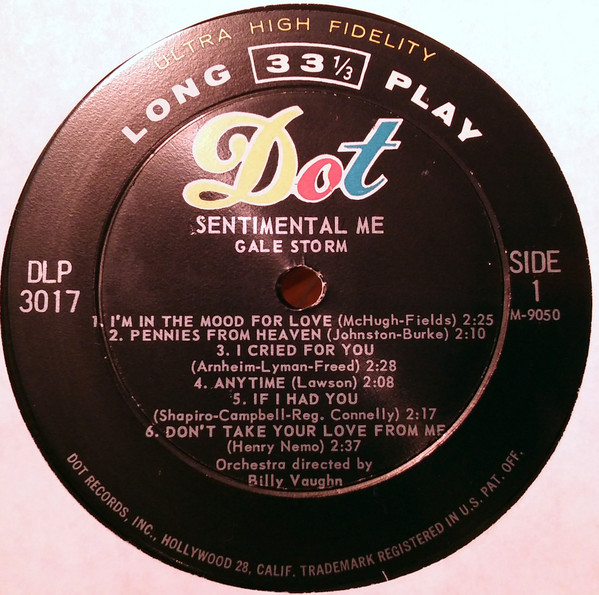 ULTRA HIGH FIDELITY
LONG 33 1/3 PLAY
Dot
SENTIMENTAL ME
GALE STORM
DLP
3017
SIDE
1
M-9050
1. I'M IN THE MOOD FOR LOVE (McHugh-Fields) 2:25
2. PENNIES FROM HEAVEN (Johnston-Burke) 2:10
3. I CRIED FOR YOU
(Arnheim-Lyman-Freed) 2:28
4. ANYTIME (Lawson) 2:08
5. IF I HAD YOU
(Shapiro-Campbell-Reg. Connelly) 2:17
6. DON'T TAKE YOUR LOVE FROM ME
(Henry Nemo) 2:37
Orchestra directed by
Billy Vaughn
DOT RECORDS, INC., HOLLYWOOD 28, CALIF. TRADEMARK REGISTERED IN U.S. PAT. OFF.